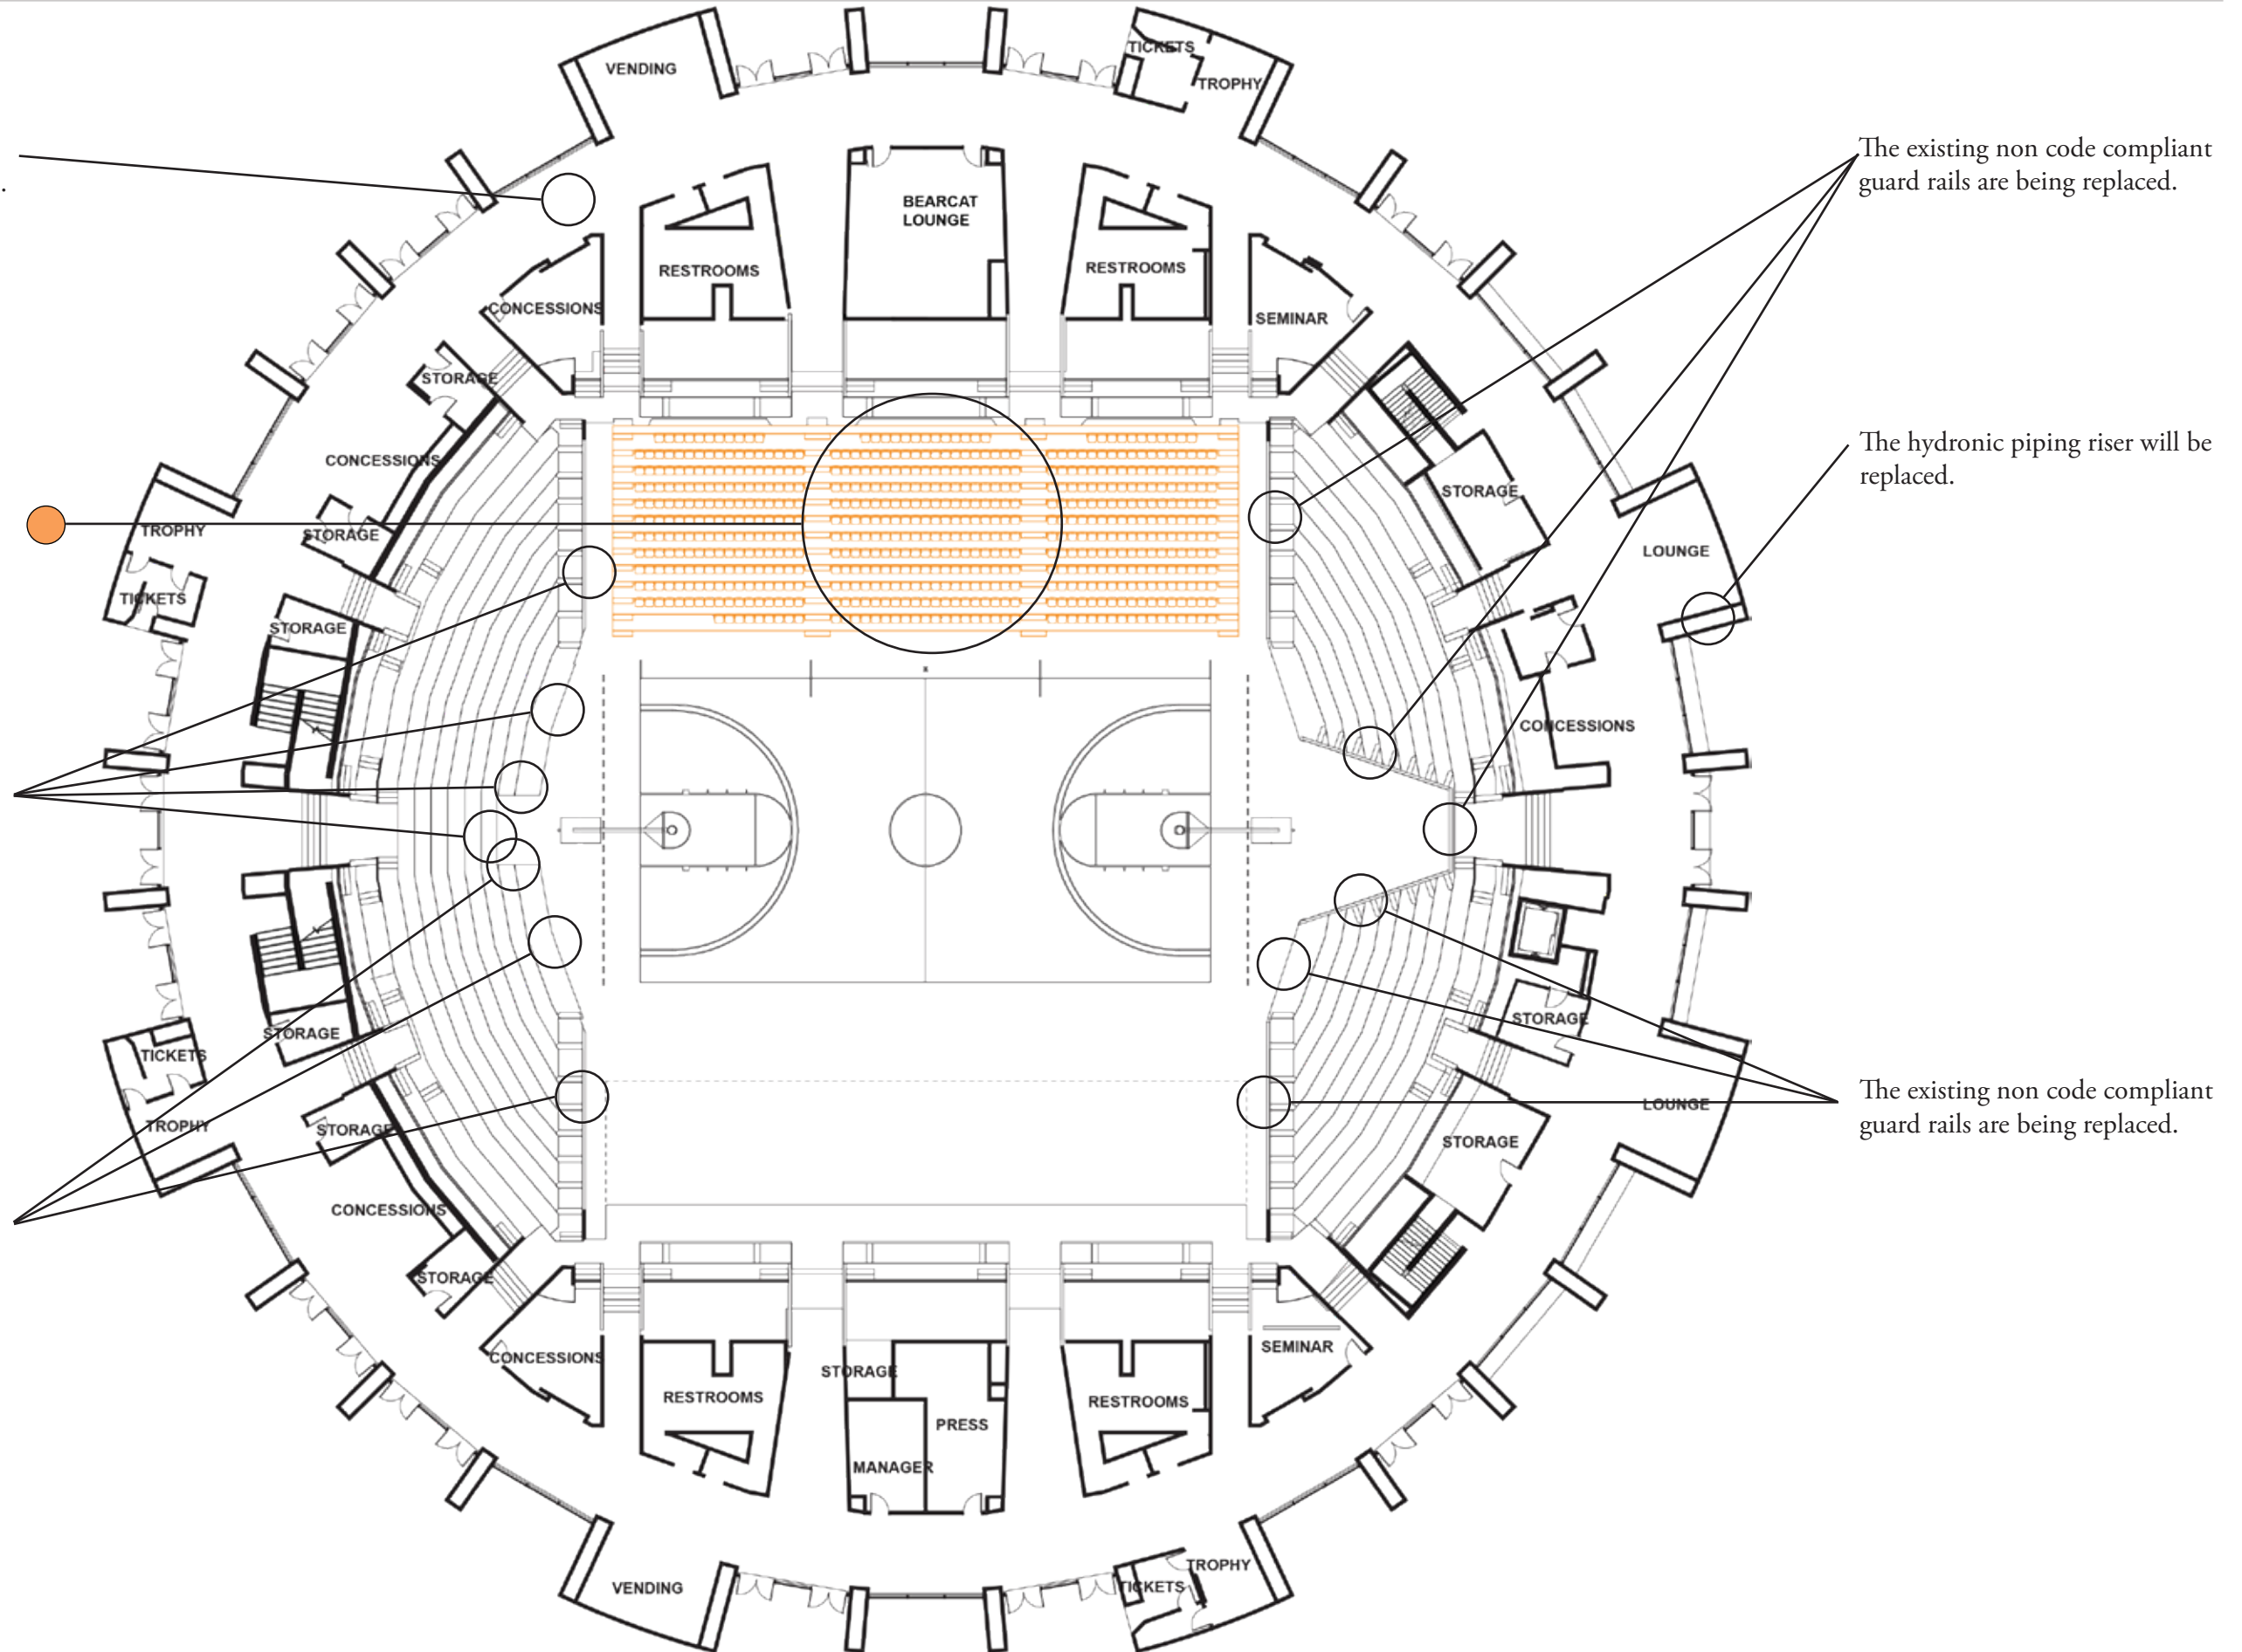 TICKETS
VENDING
TROPHY
The existing non code compliant
guard rails are being replaced.
.
BEARCAT
LOUNGE
RESTROOMS
RESTROOMS
CONCESSIONS
SEMINAR
STORAGE
The hydronic piping riser will be
replaced.
CONCESSIONS
STORAGE
TROPHY
STORAGE
LOUNGE
TICKETS
STORAGE
CONCESSIONS
STORAGE
STORAGE
TICKETS
The existing non code compliant
guard rails are being replaced.
LOUNGE
TROPHY
STORAGE
STORAGE
CONCESSIONS
STORAGE
SEMINAR
CONCESSIONS
STORAGE
RESTROOMS
RESTROOMS
PRESS
MANAGER
TROPHY
VENDING
TICKETS